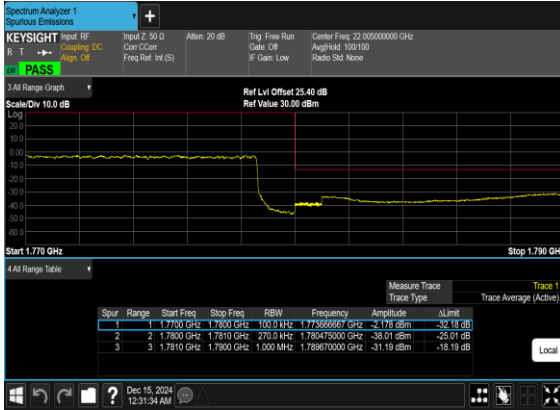 Spectrum Analyzer 1
Spurious Emissions
+
KEYSIGHT Input: RF Input Z: 50 Ω Atten: 20 dB Trig: Free Run Center Freq: 22.005000000 GHz
R T Coupling: DC Corr CCorr Gate: Off Avg|Hold: 100/100
Align: Off Freq Ref: Int (S) IF Gain: Low Radio Std: None
PASS
3 All Range Graph
Ref Lvl Offset 25.40 dB
Scale/Div 10.0 dB Ref Value 30.00 dBm
Log
20.0
10.0
0.00
-10.0
-20.0
-30.0
-40.0
-50.0
-60.0
Start 1.770 GHz Stop 1.790 GH
4 All Range Table
Measure Trace Trace 1
Trace Type Trace Average (Active)
Spur Range Start Freq Stop Freq RBW Frequency Amplitude ΔLimit
1 1 1.7700 GHz 1.7800 GHz 100.0 kHz 1.773666667 GHz -2.178 dBm -32.18 dB
2 2 1.7800 GHz 1.7810 GHz 270.0 kHz 1.780475000 GHz -38.01 dBm -25.01 dB
3 3 1.7810 GHz 1.7900 GHz 1.000 MHz 1.789670000 GHz -31.19 dBm -18.19 dB
Local
?
Dec 15, 2024
12:31:34 AM